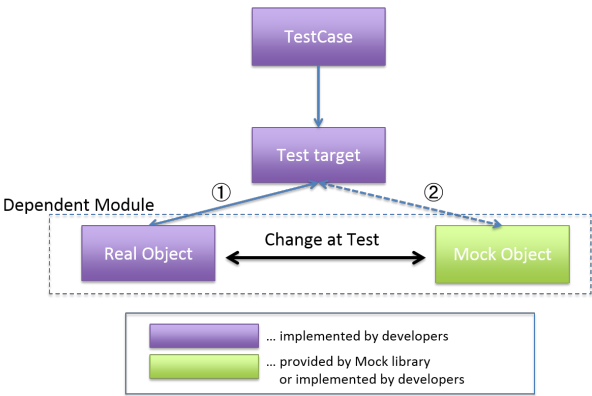 TestCase
Test target
① ②
Dependent Module
Real Object
Change at Test
Mock Object
... implemented by developers
... provided by Mock library
or implemented by developers